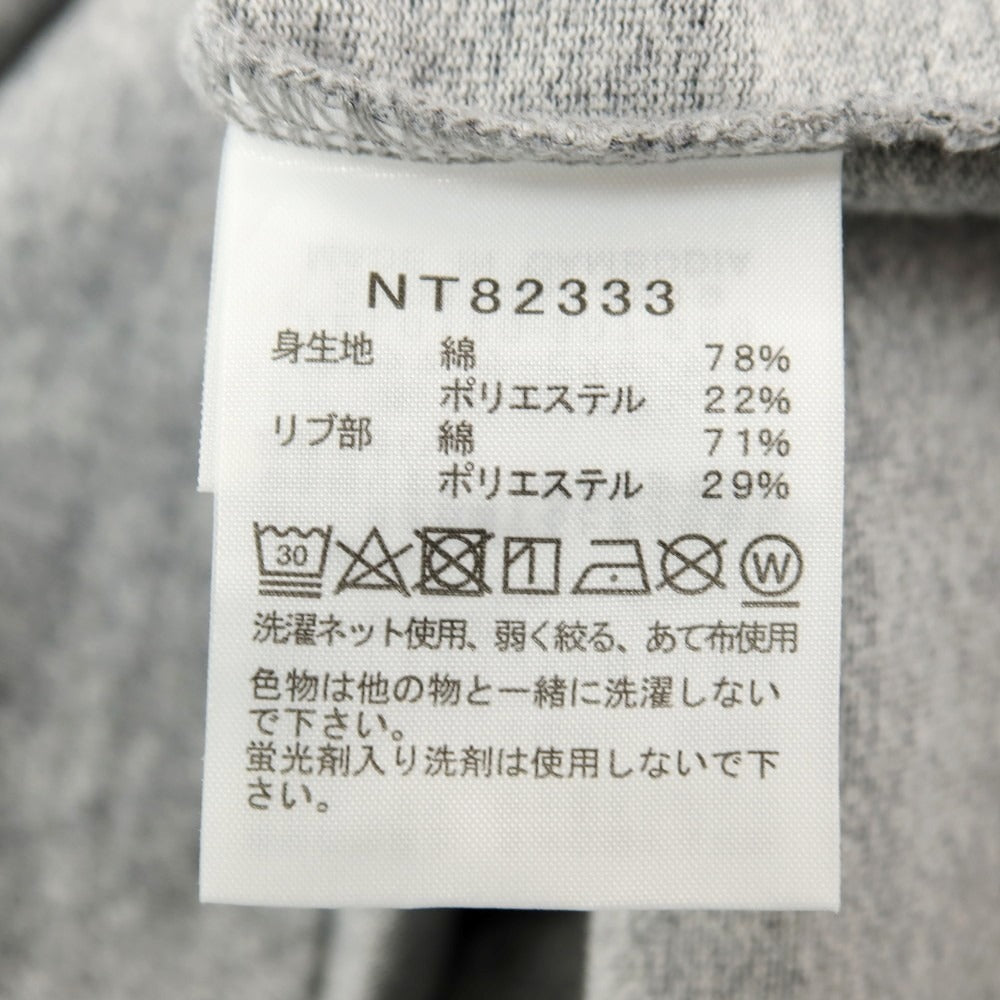 NT82333
身生地 綿 78%
ポリエステル 22%
リブ部 綿 71%
ポリエステル 29%
30 W
洗濯ネット使用、弱く絞る、あて布使用
色物は他の物と一緒に洗濯しない
で下さい。
蛍光剤入り洗剤は使用しないで下
さい。